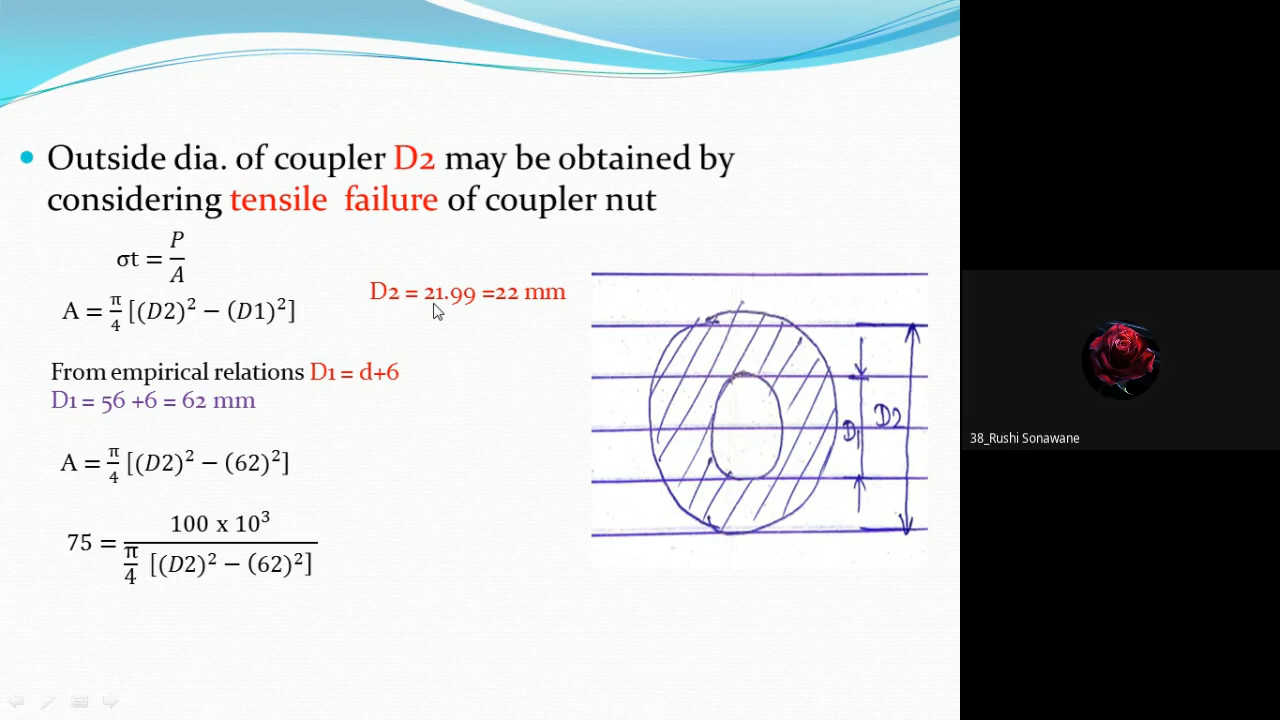 Outside dia. of coupler D2 may be obtained by
considering tensile failure of coupler nut
σt = P/A
D2 = 21.99 =22 mm
A = π/4 [(D2)² − (D1)²]
From empirical relations D1 = d+6
D1 = 56 +6 = 62 mm
A = π/4 [(D2)² − (62)²]
75 = 100 x 10³ / π/4 [(D2)² − (62)²]
D1
D2
38_Rushi Sonawane